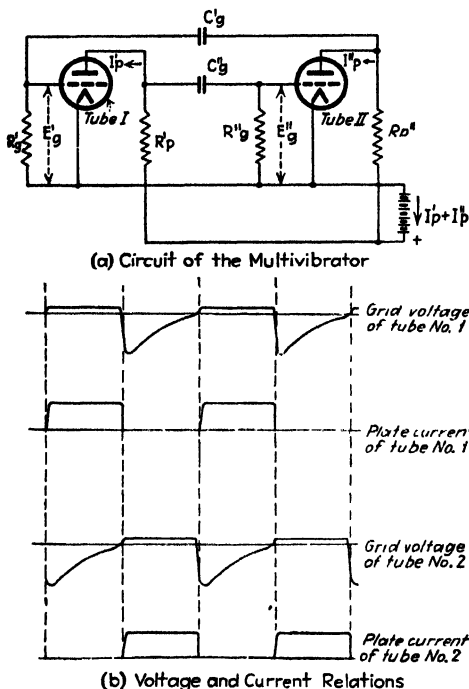 C'g
I'p
I"p
C"g
Tube I
Tube II
R'g
E'g
R'p
R"g
E"g
Rp"
I'p+I"p
+
(a) Circuit of the Multivibrator
Grid voltage
of tube No. 1
Plate current
of tube No. 1
Grid voltage
of tube No. 2
Plate current
of tube No. 2
(b) Voltage and Current Relations